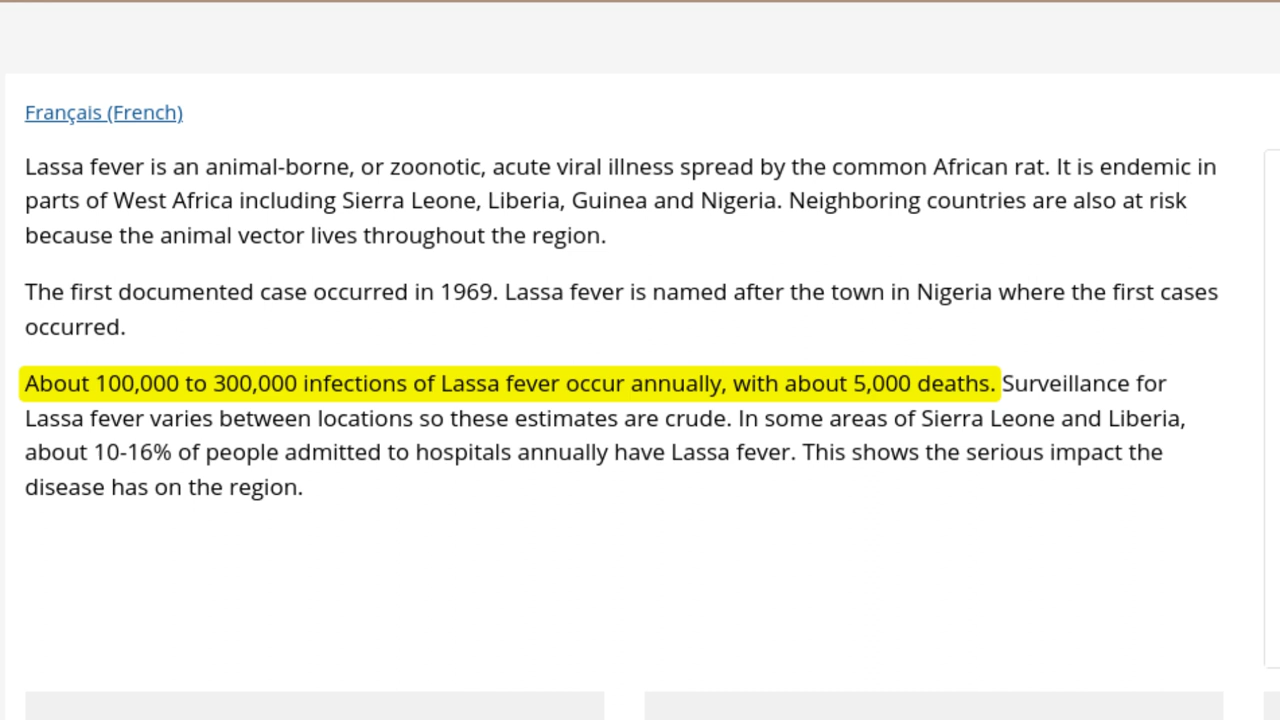 Français (French)
Lassa fever is an animal-borne, or zoonotic, acute viral illness spread by the common African rat. It is endemic in
parts of West Africa including Sierra Leone, Liberia, Guinea and Nigeria. Neighboring countries are also at risk
because the animal vector lives throughout the region.
The first documented case occurred in 1969. Lassa fever is named after the town in Nigeria where the first cases
occurred.
About 100,000 to 300,000 infections of Lassa fever occur annually, with about 5,000 deaths. Surveillance for
Lassa fever varies between locations so these estimates are crude. In some areas of Sierra Leone and Liberia,
about 10-16% of people admitted to hospitals annually have Lassa fever. This shows the serious impact the
disease has on the region.